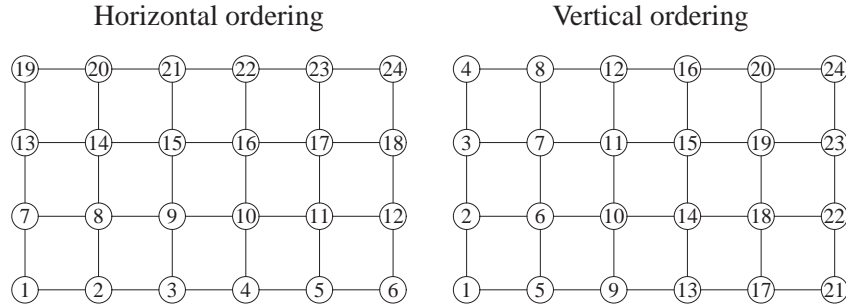 Horizontal ordering
Vertical ordering
19 20 21 22 23 24
4 8 12 16 20 24
13 14 15 16 17 18
3 7 11 15 19 23
7 8 9 10 11 12
2 6 10 14 18 22
1 2 3 4 5 6
1 5 9 13 17 21